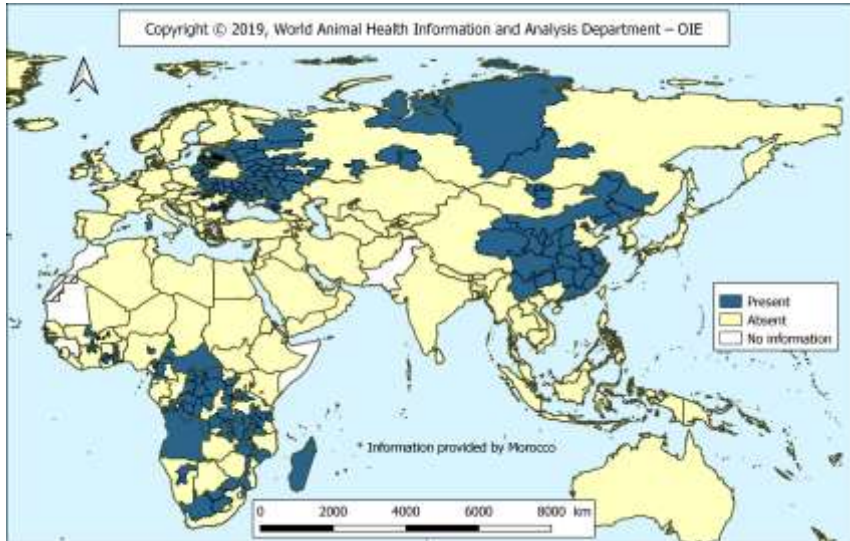 Copyright © 2019, World Animal Health Information and Analysis Department – OIE
Present
Absent
No information
* Information provided by Morocco
0 2000 4000 6000 8000 km